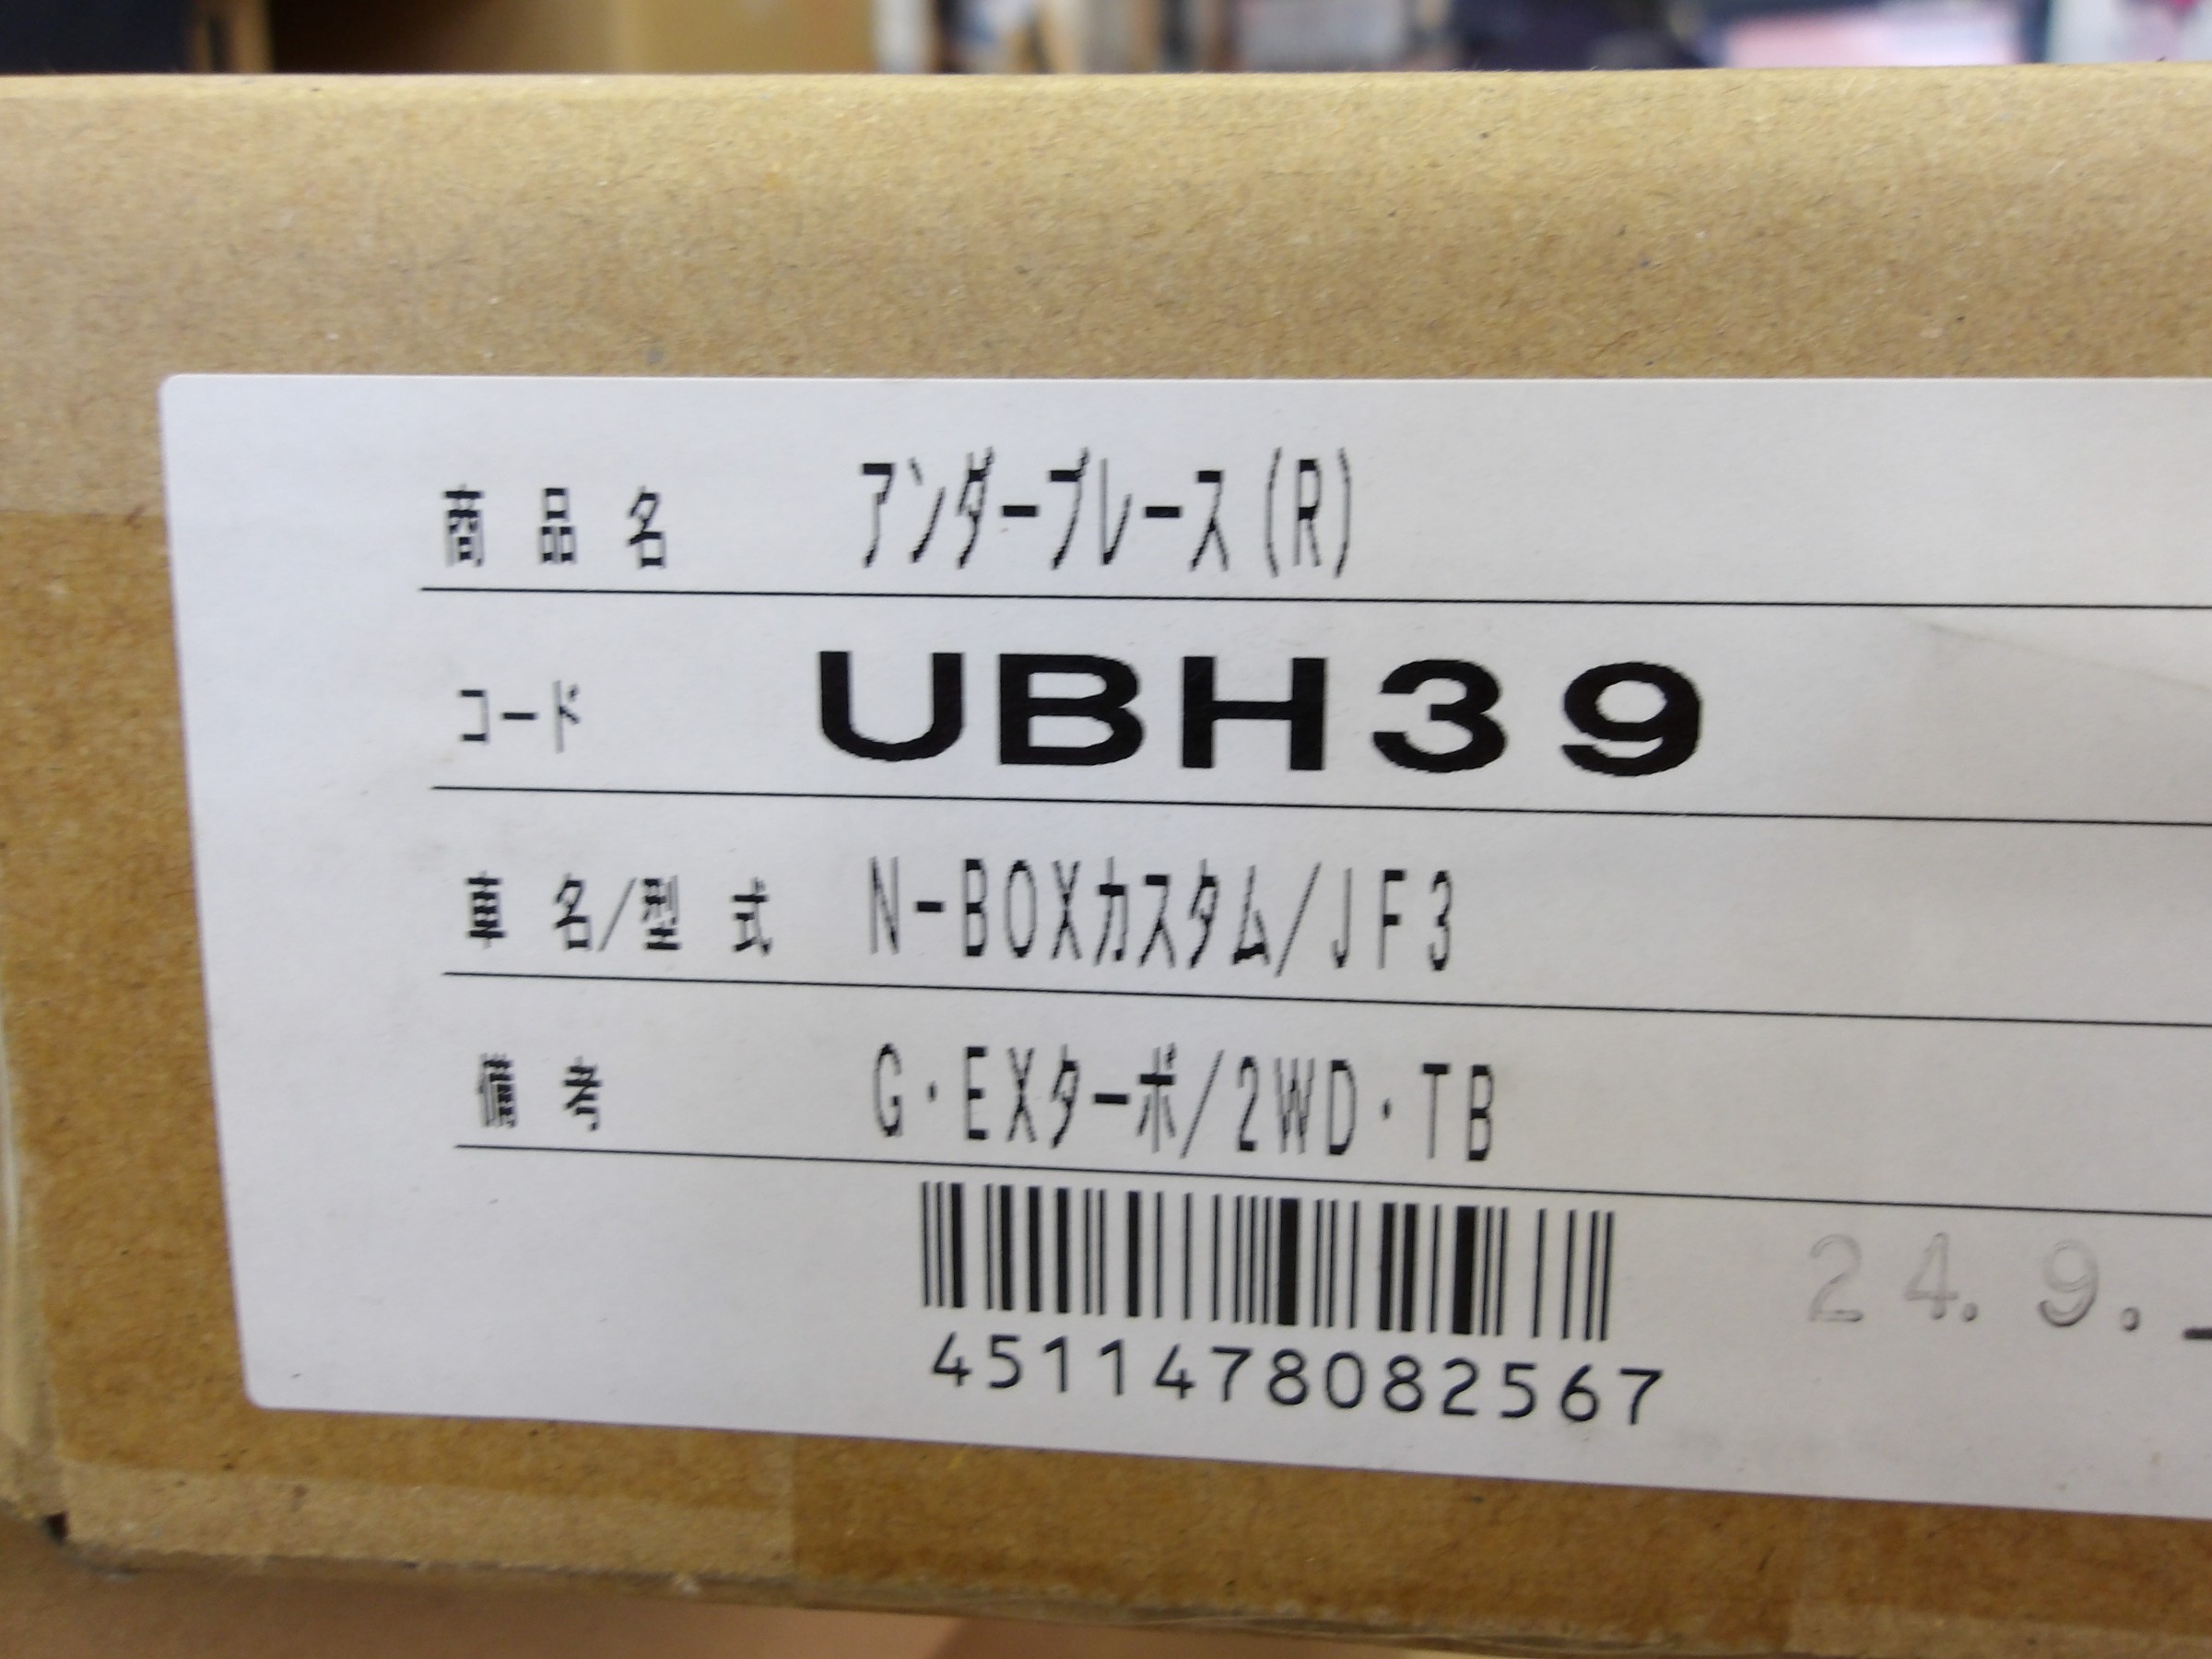 商品名 アンダーブレース(R)
コード UBH39
車名/型式 N-BOXカスタム/JF3
備考 G・EXターボ/2WD・TB
4511478082567
24.9.